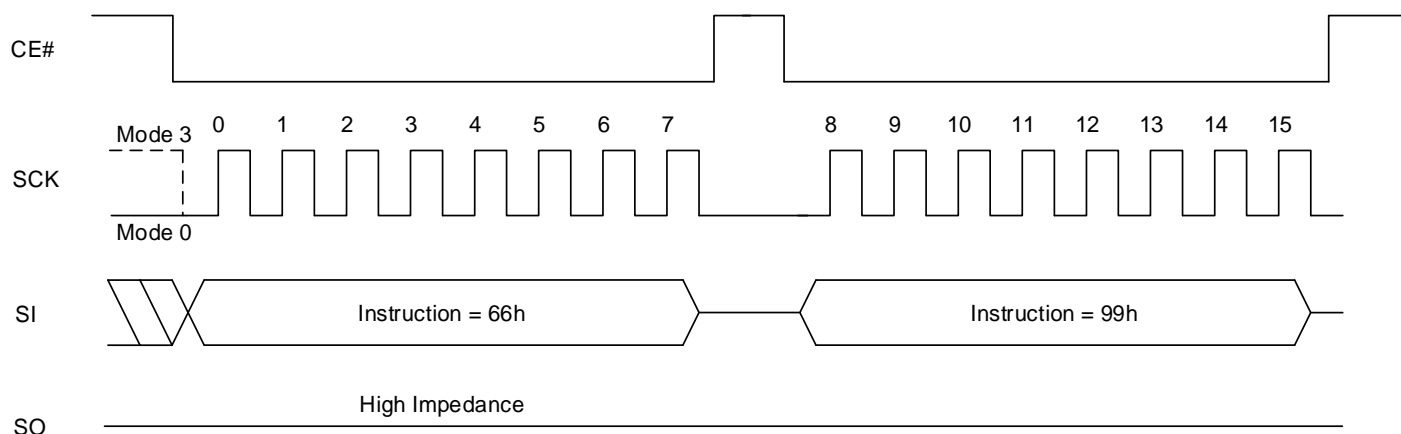 CE#
Mode 3 0 1 2 3 4 5 6 7 8 9 10 11 12 13 14 15
SCK
Mode 0
SI Instruction = 66h Instruction = 99h
High Impedance
SO